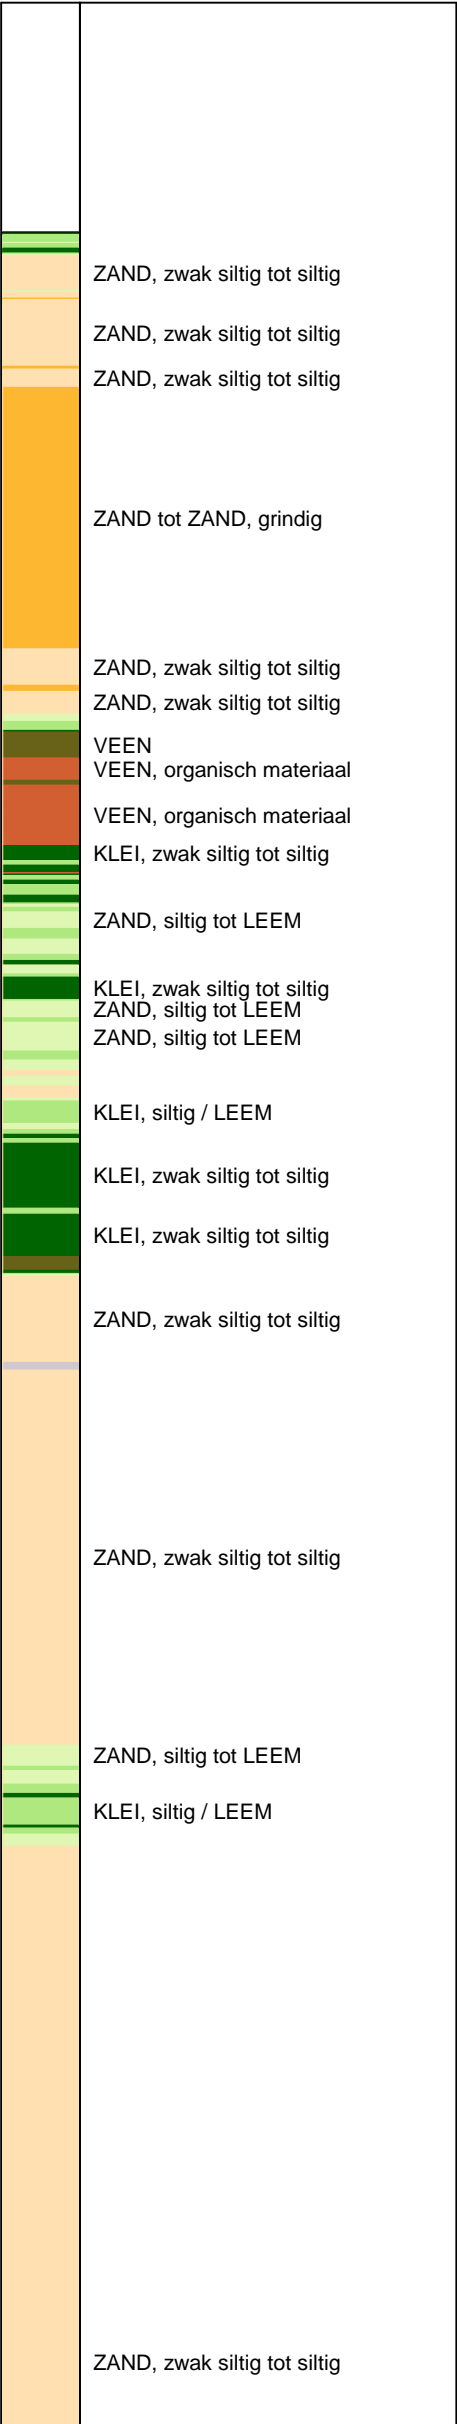 ZAND, zwak siltig tot siltig
ZAND, zwak siltig tot siltig
ZAND, zwak siltig tot siltig
ZAND tot ZAND, grindig
ZAND, zwak siltig tot siltig
ZAND, zwak siltig tot siltig
VEEN
VEEN, organisch materiaal
VEEN, organisch materiaal
KLEI, zwak siltig tot siltig
ZAND, siltig tot LEEM
KLEI, zwak siltig tot siltig
ZAND, siltig tot LEEM
ZAND, siltig tot LEEM
KLEI, siltig / LEEM
KLEI, zwak siltig tot siltig
KLEI, zwak siltig tot siltig
ZAND, zwak siltig tot siltig
ZAND, zwak siltig tot siltig
ZAND, siltig tot LEEM
KLEI, siltig / LEEM
ZAND, zwak siltig tot siltig